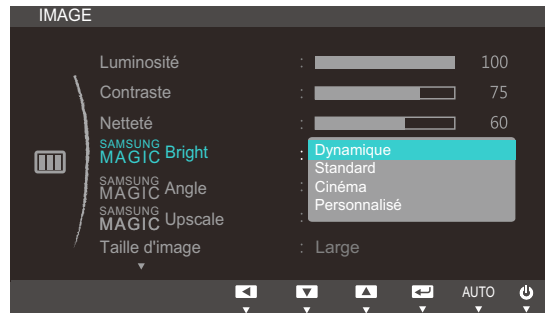 IMAGE
Luminosité : 100
Contraste : 75
Netteté : 60
SAMSUNG MAGIC Bright : Dynamique
Standard
Cinéma
Personnalisé
SAMSUNG MAGIC Angle :
SAMSUNG MAGIC Upscale :
Taille d'image : Large
AUTO